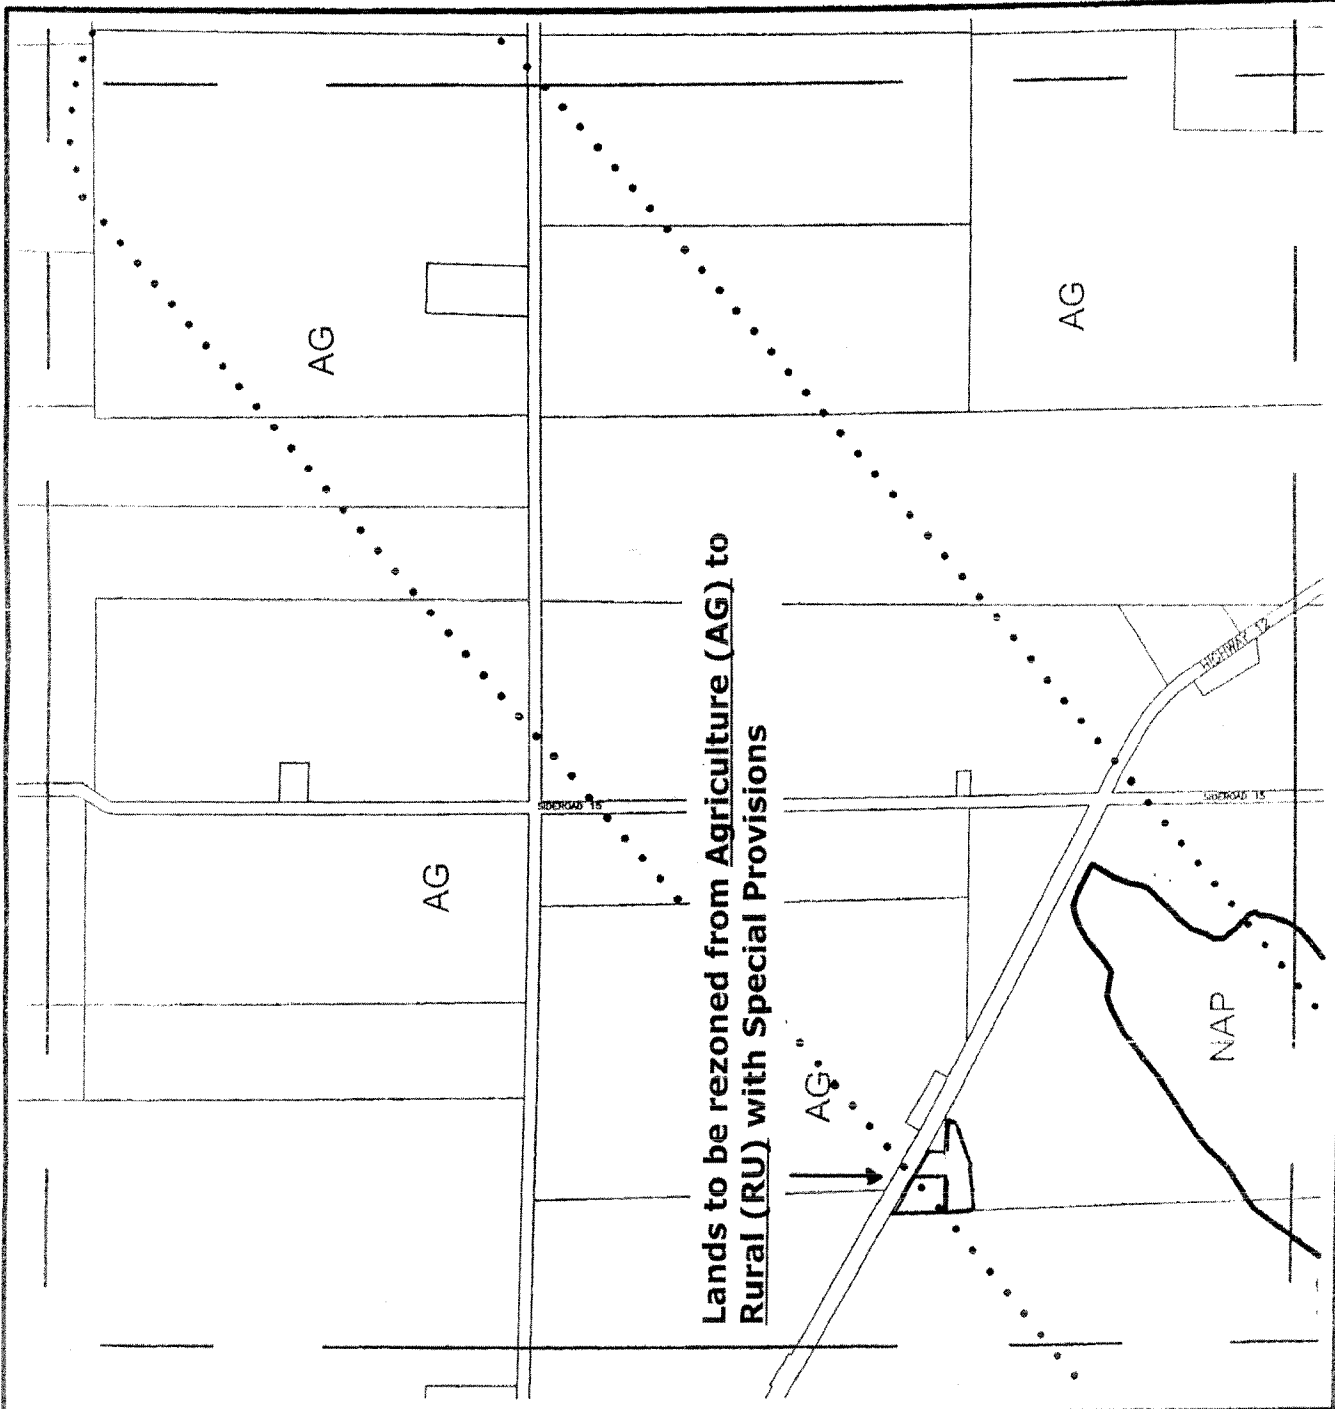 AG
AG
AG
Lands to be rezoned from Agriculture (AG) to
Rural (RU) with Special Provisions
AG
NAP
SIDEROAD 15
SIDEROAD 15
HIGHWAY 12